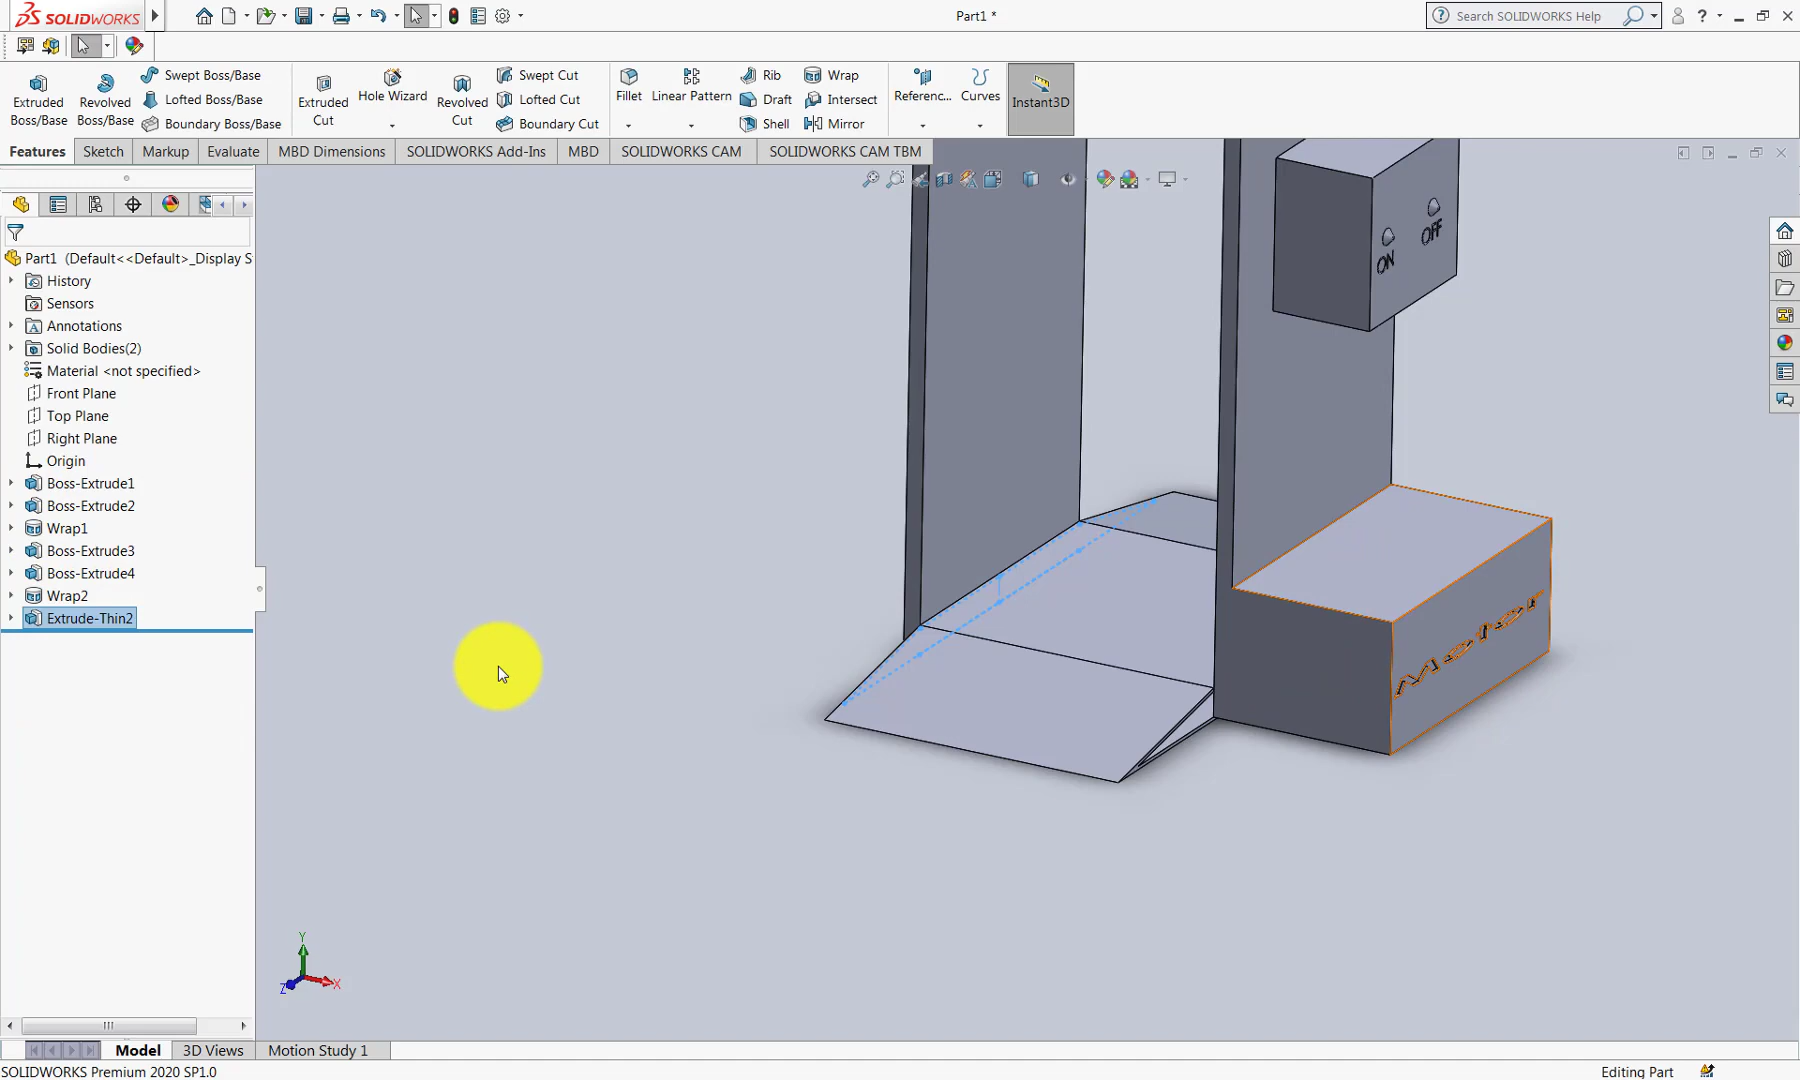 SOLIDWORKS
Part1 *
Search SOLIDWORKS Help
Extruded Boss/Base
Revolved Boss/Base
Swept Boss/Base
Lofted Boss/Base
Boundary Boss/Base
Extruded Cut
Hole Wizard
Revolved Cut
Swept Cut
Lofted Cut
Boundary Cut
Fillet
Linear Pattern
Rib
Draft
Shell
Wrap
Intersect
Mirror
Referenc...
Curves
Instant3D
Features
Sketch
Markup
Evaluate
MBD Dimensions
SOLIDWORKS Add-Ins
MBD
SOLIDWORKS CAM
SOLIDWORKS CAM TBM
Part1 (Default<<Default>_Display S
History
Sensors
Annotations
Solid Bodies(2)
Material <not specified>
Front Plane
Top Plane
Right Plane
Origin
Boss-Extrude1
Boss-Extrude2
Wrap1
Boss-Extrude3
Boss-Extrude4
Wrap2
Extrude-Thin2
OFF
ON
Motor
Y
X
Z
Model
3D Views
Motion Study 1
SOLIDWORKS Premium 2020 SP1.0
Editing Part